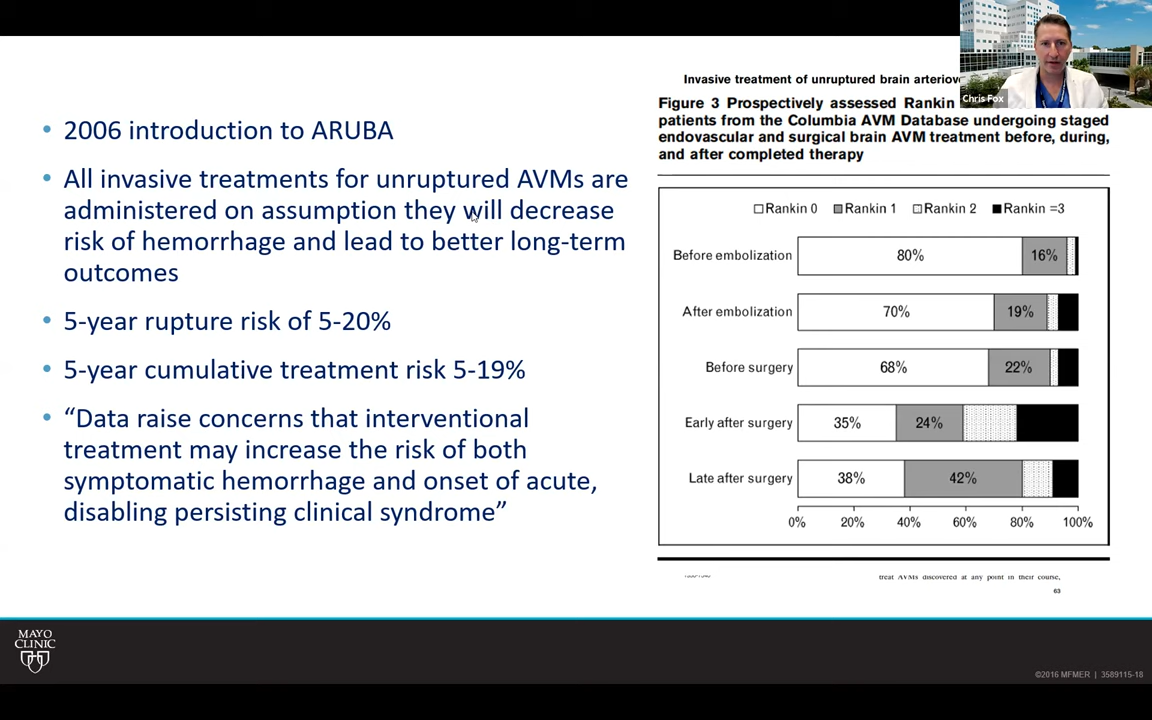 Invasive treatment of unruptured brain
Chris Fox
Figure 3 Prospectively assessed Rankin
patients from the Columbia AVM Database undergoing staged
endovascular and surgical brain AVM treatment before, during,
and after completed therapy
• 2006 introduction to ARUBA
• All invasive treatments for unruptured AVMs are
administered on assumption they will decrease
risk of hemorrhage and lead to better long-term
outcomes
• 5-year rupture risk of 5-20%
• 5-year cumulative treatment risk 5-19%
• “Data raise concerns that interventional
treatment may increase the risk of both
symptomatic hemorrhage and onset of acute,
disabling persisting clinical syndrome”
Rankin 0 Rankin 1 Rankin 2 Rankin =3
Before embolization 80% 16%
After embolization 70% 19%
Before surgery 68% 22%
Early after surgery 35% 24%
Late after surgery 38% 42%
0% 20% 40% 60% 80% 100%
treat AVMs discovered at any point in their course,
63
MAYO
CLINIC
©2016 MFMER | 3589115-18